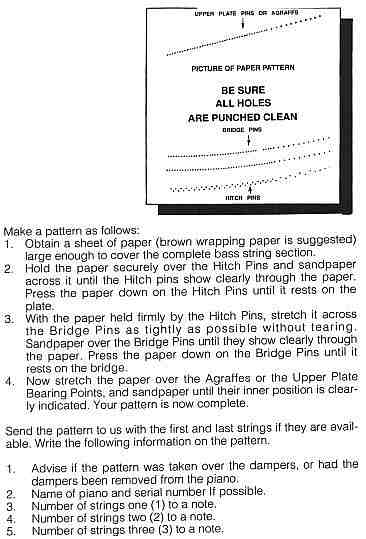 UPPER PLATE PINS OR AGRAFFS
PICTURE OF PAPER PATTERN
BE SURE
ALL HOLES
ARE PUNCHED CLEAN
BRIDGE PINS
HITCH PINS
Make a pattern as follows:
1. Obtain a sheet of paper (brown wrapping paper is suggested)
large enough to cover the complete bass string section.
2. Hold the paper securely over the Hitch Pins and sandpaper
across it until the Hitch pins show clearly through the paper.
Press the paper down on the Hitch Pins until it rests on the
plate.
3. With the paper held firmly by the Hitch Pins, stretch it across
the Bridge Pins as tightly as possible without tearing.
Sandpaper over the Bridge Pins until they show clearly through
the paper. Press the paper down on the Bridge Pins until it
rests on the bridge.
4. Now stretch the paper over the Agraffes or the Upper Plate
Bearing Points, and sandpaper until their inner position is clear-
ly indicated. Your pattern is now complete.
Send the pattern to us with the first and last strings if they are avail-
able. Write the following information on the pattern.
1. Advise if the pattern was taken over the dampers, or had the
dampers been removed from the piano.
2. Name of piano and serial number If possible.
3. Number of strings one (1) to a note.
4. Number of strings two (2) to a note.
5. Number of strings three (3) to a note.